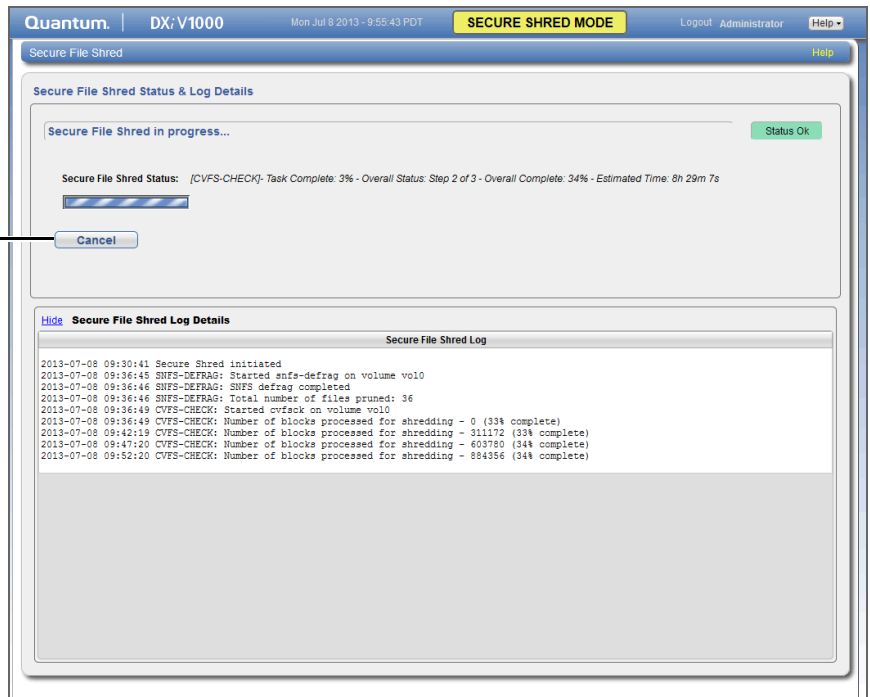 Quantum. DXi V1000 Mon Jul 8 2013 - 9:55:43 PDT SECURE SHRED MODE Logout Administrator Help
Secure File Shred Help
Secure File Shred Status & Log Details
Secure File Shred in progress... Status Ok
Secure File Shred Status: [CVFS-CHECK]- Task Complete: 3% - Overall Status: Step 2 of 3 - Overall Complete: 34% - Estimated Time: 8h 29m 7s
Cancel
Hide Secure File Shred Log Details
Secure File Shred Log
2013-07-08 09:30:41 Secure Shred initiated
2013-07-08 09:36:45 SNFS-DEFRAG: Started snfs-defrag on volume vol0
2013-07-08 09:36:46 SNFS-DEFRAG: SNFS defrag completed
2013-07-08 09:36:46 SNFS-DEFRAG: Total number of files pruned: 36
2013-07-08 09:36:49 CVFS-CHECK: Started cvfsck on volume vol0
2013-07-08 09:36:49 CVFS-CHECK: Number of blocks processed for shredding - 0 (33% complete)
2013-07-08 09:42:19 CVFS-CHECK: Number of blocks processed for shredding - 311172 (33% complete)
2013-07-08 09:47:20 CVFS-CHECK: Number of blocks processed for shredding - 603780 (34% complete)
2013-07-08 09:52:20 CVFS-CHECK: Number of blocks processed for shredding - 884356 (34% complete)